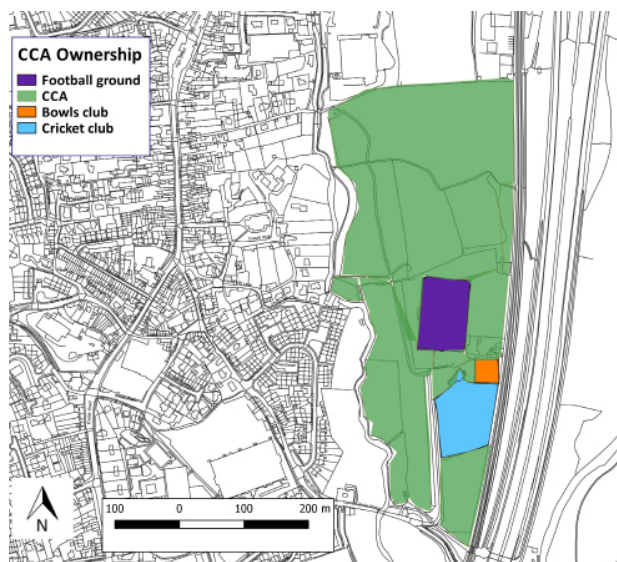 CCA Ownership
Football ground
CCA
Bowls club
Cricket club
N
100 0 100 200 m